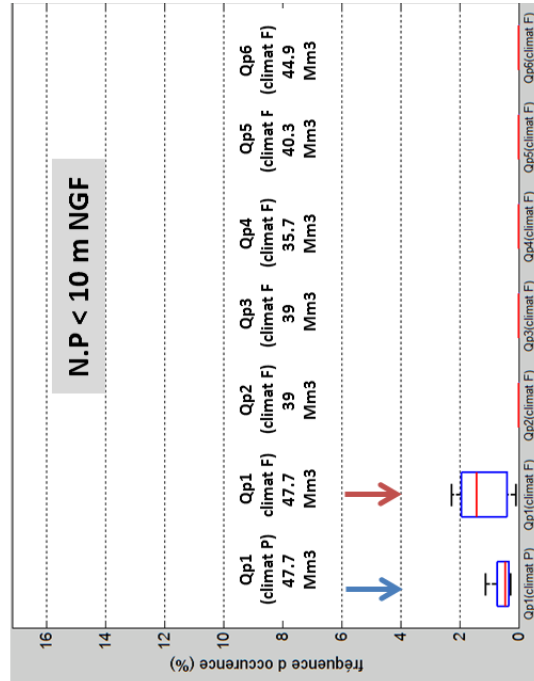 N.P < 10 m NGF
Qp1
(climat P)
47.7
Mm3
Qp1
climat F)
47.7
Mm3
Qp2
(climat F)
39
Mm3
Qp3
(climat F
39
Mm3
Qp4
(climat F)
35.7
Mm3
Qp5
(climat F
40.3
Mm3
Qp6
(climat F)
44.9
Mm3
fréquence d occurence (%)
16
14
12
10
8
6
4
2
0
Qp1(climat P)
Qp1(climat F)
Qp2(climat F)
Qp3(climat F)
Qp4(climat F)
Qp5(climat F)
Qp6(climat F)